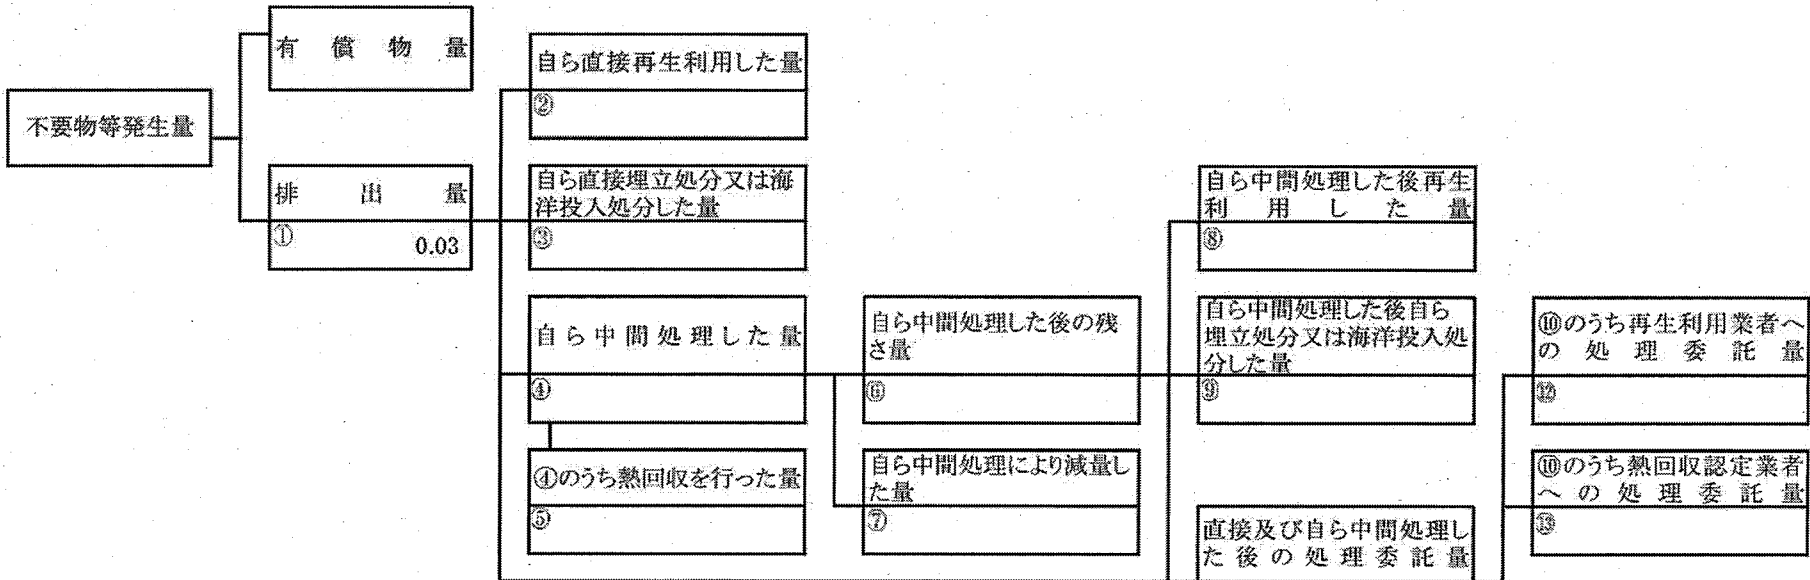 有償物量
自ら直接再生利用した量
②
不要物等発生量
排出量
①
0.03
自ら直接埋立処分又は海
洋投入処分した量
③
自ら中間処理した後再生
利用した量
⑧
自ら中間処理した量
④
自ら中間処理した後の残
さ量
⑥
自ら中間処理した後自ら
埋立処分又は海洋投入処
分した量
⑨
⑩のうち再生利用業者へ
の処理委託量
⑫
④のうち熱回収を行った量
⑤
自ら中間処理により減量し
た量
⑦
直接及び自ら中間処理し
た後の処理委託量
⑩のうち熱回収認定業者
への処理委託量
⑬